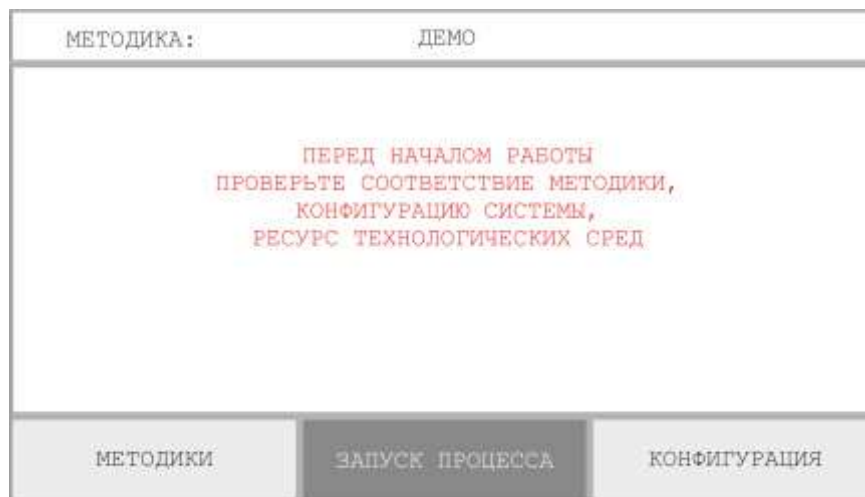 МЕТОДИКА: ДЕМО
ПЕРЕД НАЧАЛОМ РАБОТЫ
ПРОВЕРЬТЕ СООТВЕТСТВИЕ МЕТОДИКИ,
КОНФИГУРАЦИЮ СИСТЕМЫ,
РЕСУРС ТЕХНОЛОГИЧЕСКИХ СРЕД
МЕТОДИКИ ЗАПУСК ПРОЦЕССА КОНФИГУРАЦИЯ